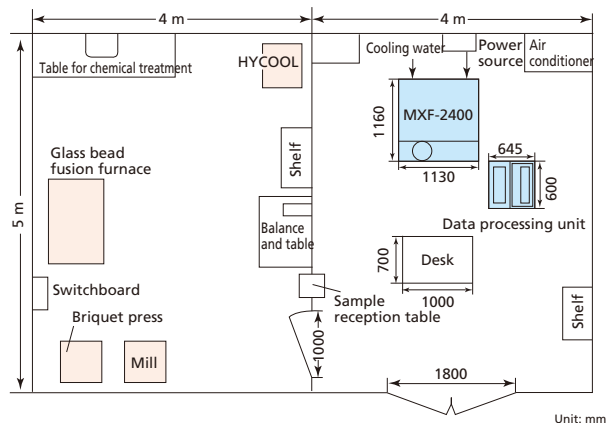 4 m
4 m
Cooling water
Power
source
Air
conditioner
Table for chemical treatment
HYCOOL
MXF-2400
1160
1130
645
600
Glass bead
fusion furnace
Shelf
5 m
Data processing unit
Balance
and table
700
Desk
1000
Switchboard
Sample
reception table
Shelf
Briquet press
1000
Mill
1800
Unit: mm